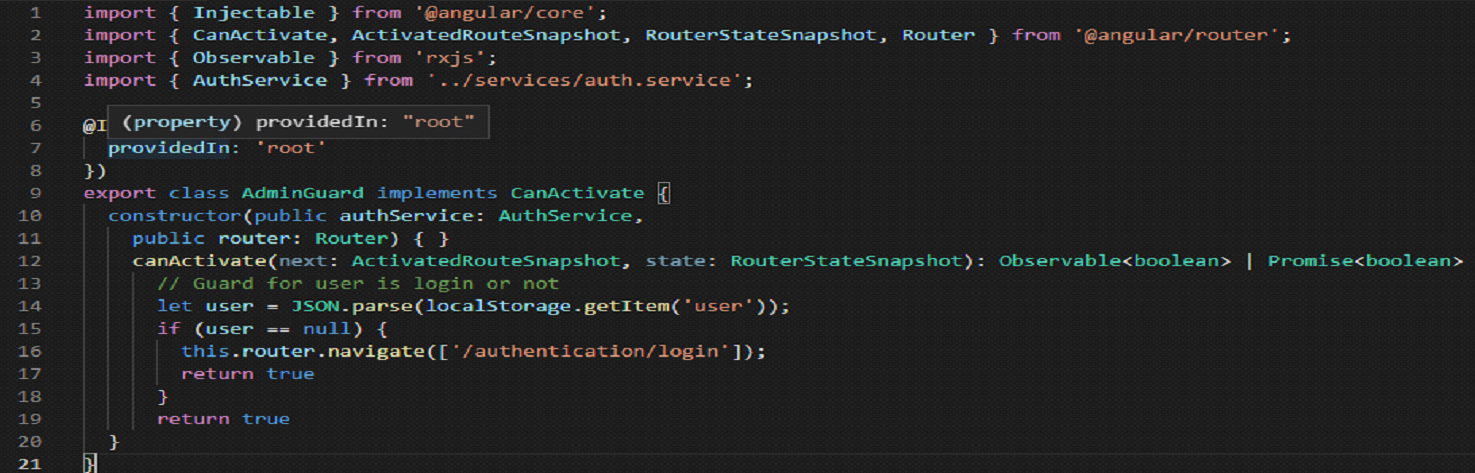 1 import { Injectable } from '@angular/core';
2 import { CanActivate, ActivatedRouteSnapshot, RouterStateSnapshot, Router } from '@angular/router';
3 import { Observable } from 'rxjs';
4 import { AuthService } from '../services/auth.service';
5
(property) providedIn: "root"
6 @I
7 providedIn: 'root'
8 })
9 export class AdminGuard implements CanActivate {
10 constructor(public authService: AuthService,
11 public router: Router) { }
12 canActivate(next: ActivatedRouteSnapshot, state: RouterStateSnapshot): Observable<boolean> | Promise<boolean>
13 // Guard for user is login or not
14 let user = JSON.parse(localStorage.getItem('user'));
15 if (user == null) {
16 this.router.navigate(['/authentication/login']);
17 return true
18 }
19 return true
20 }
21 }